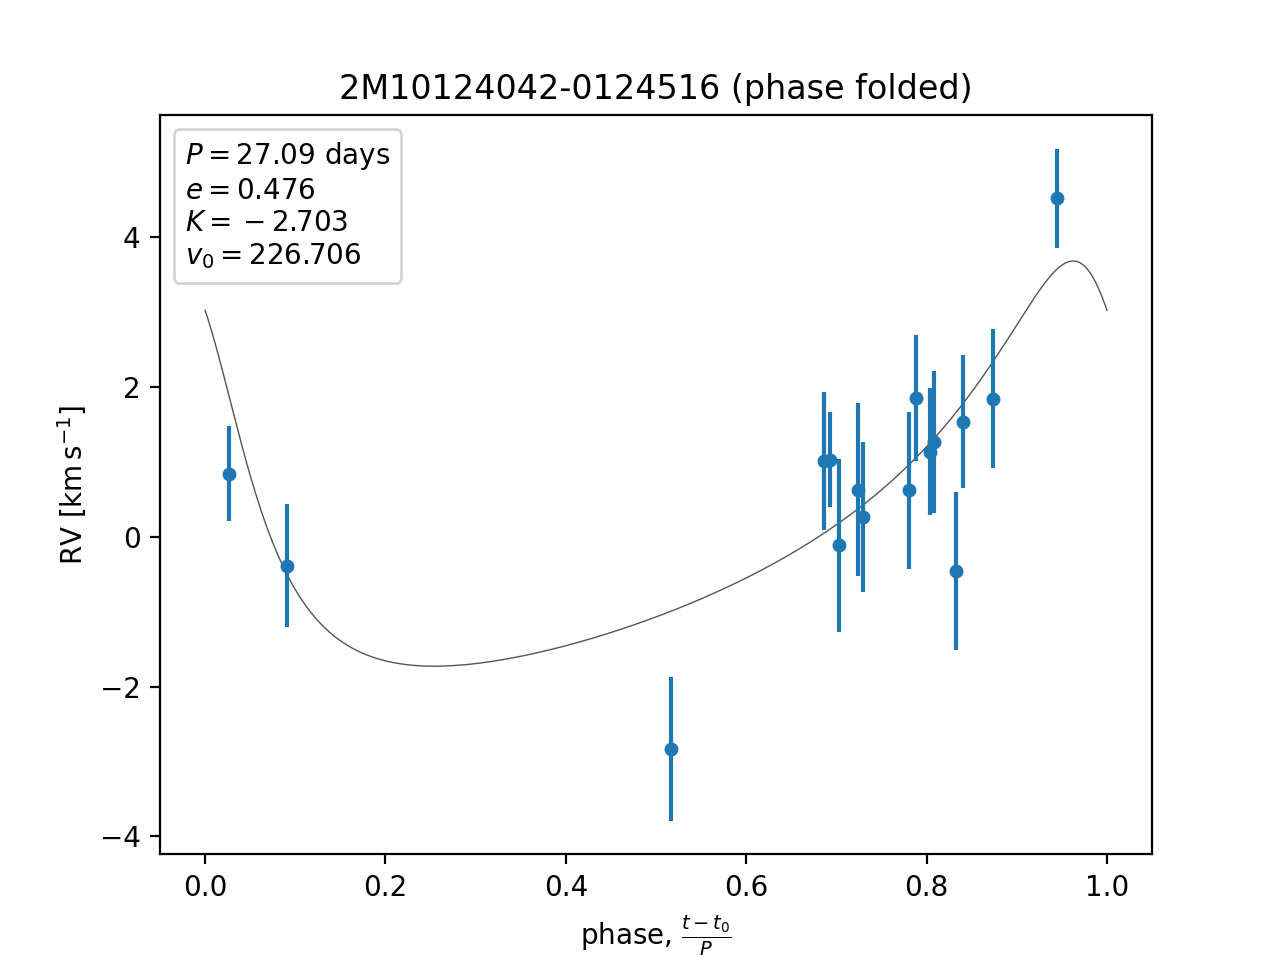 2M10124042-0124516 (phase folded)
P = 27.09 days
e = 0.476
K = −2.703
v₀ = 226.706
4
2
0
−2
−4
RV [km s⁻¹]
0.0 0.2 0.4 0.6 0.8 1.0
phase, (t − t₀)/P